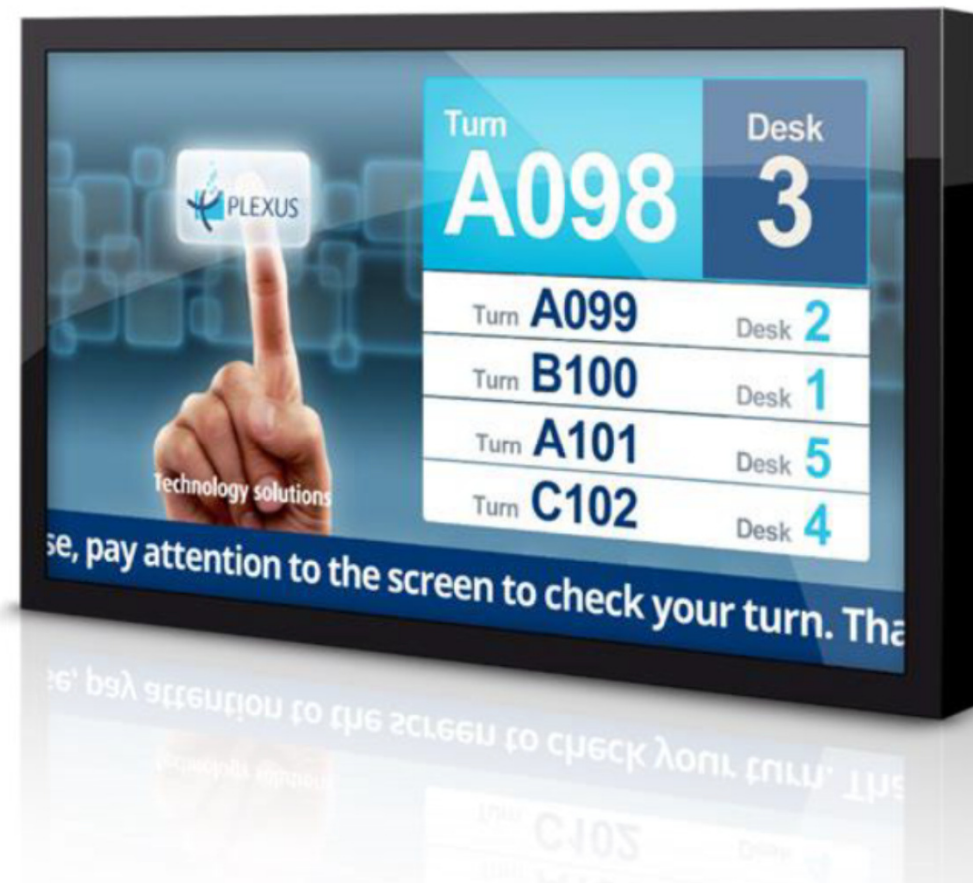 PLEXUS
Technology solutions
Turn
A098
Desk
3
Turn A099 Desk 2
Turn B100 Desk 1
Turn A101 Desk 5
Turn C102 Desk 4
se, pay attention to the screen to check your turn. Tha